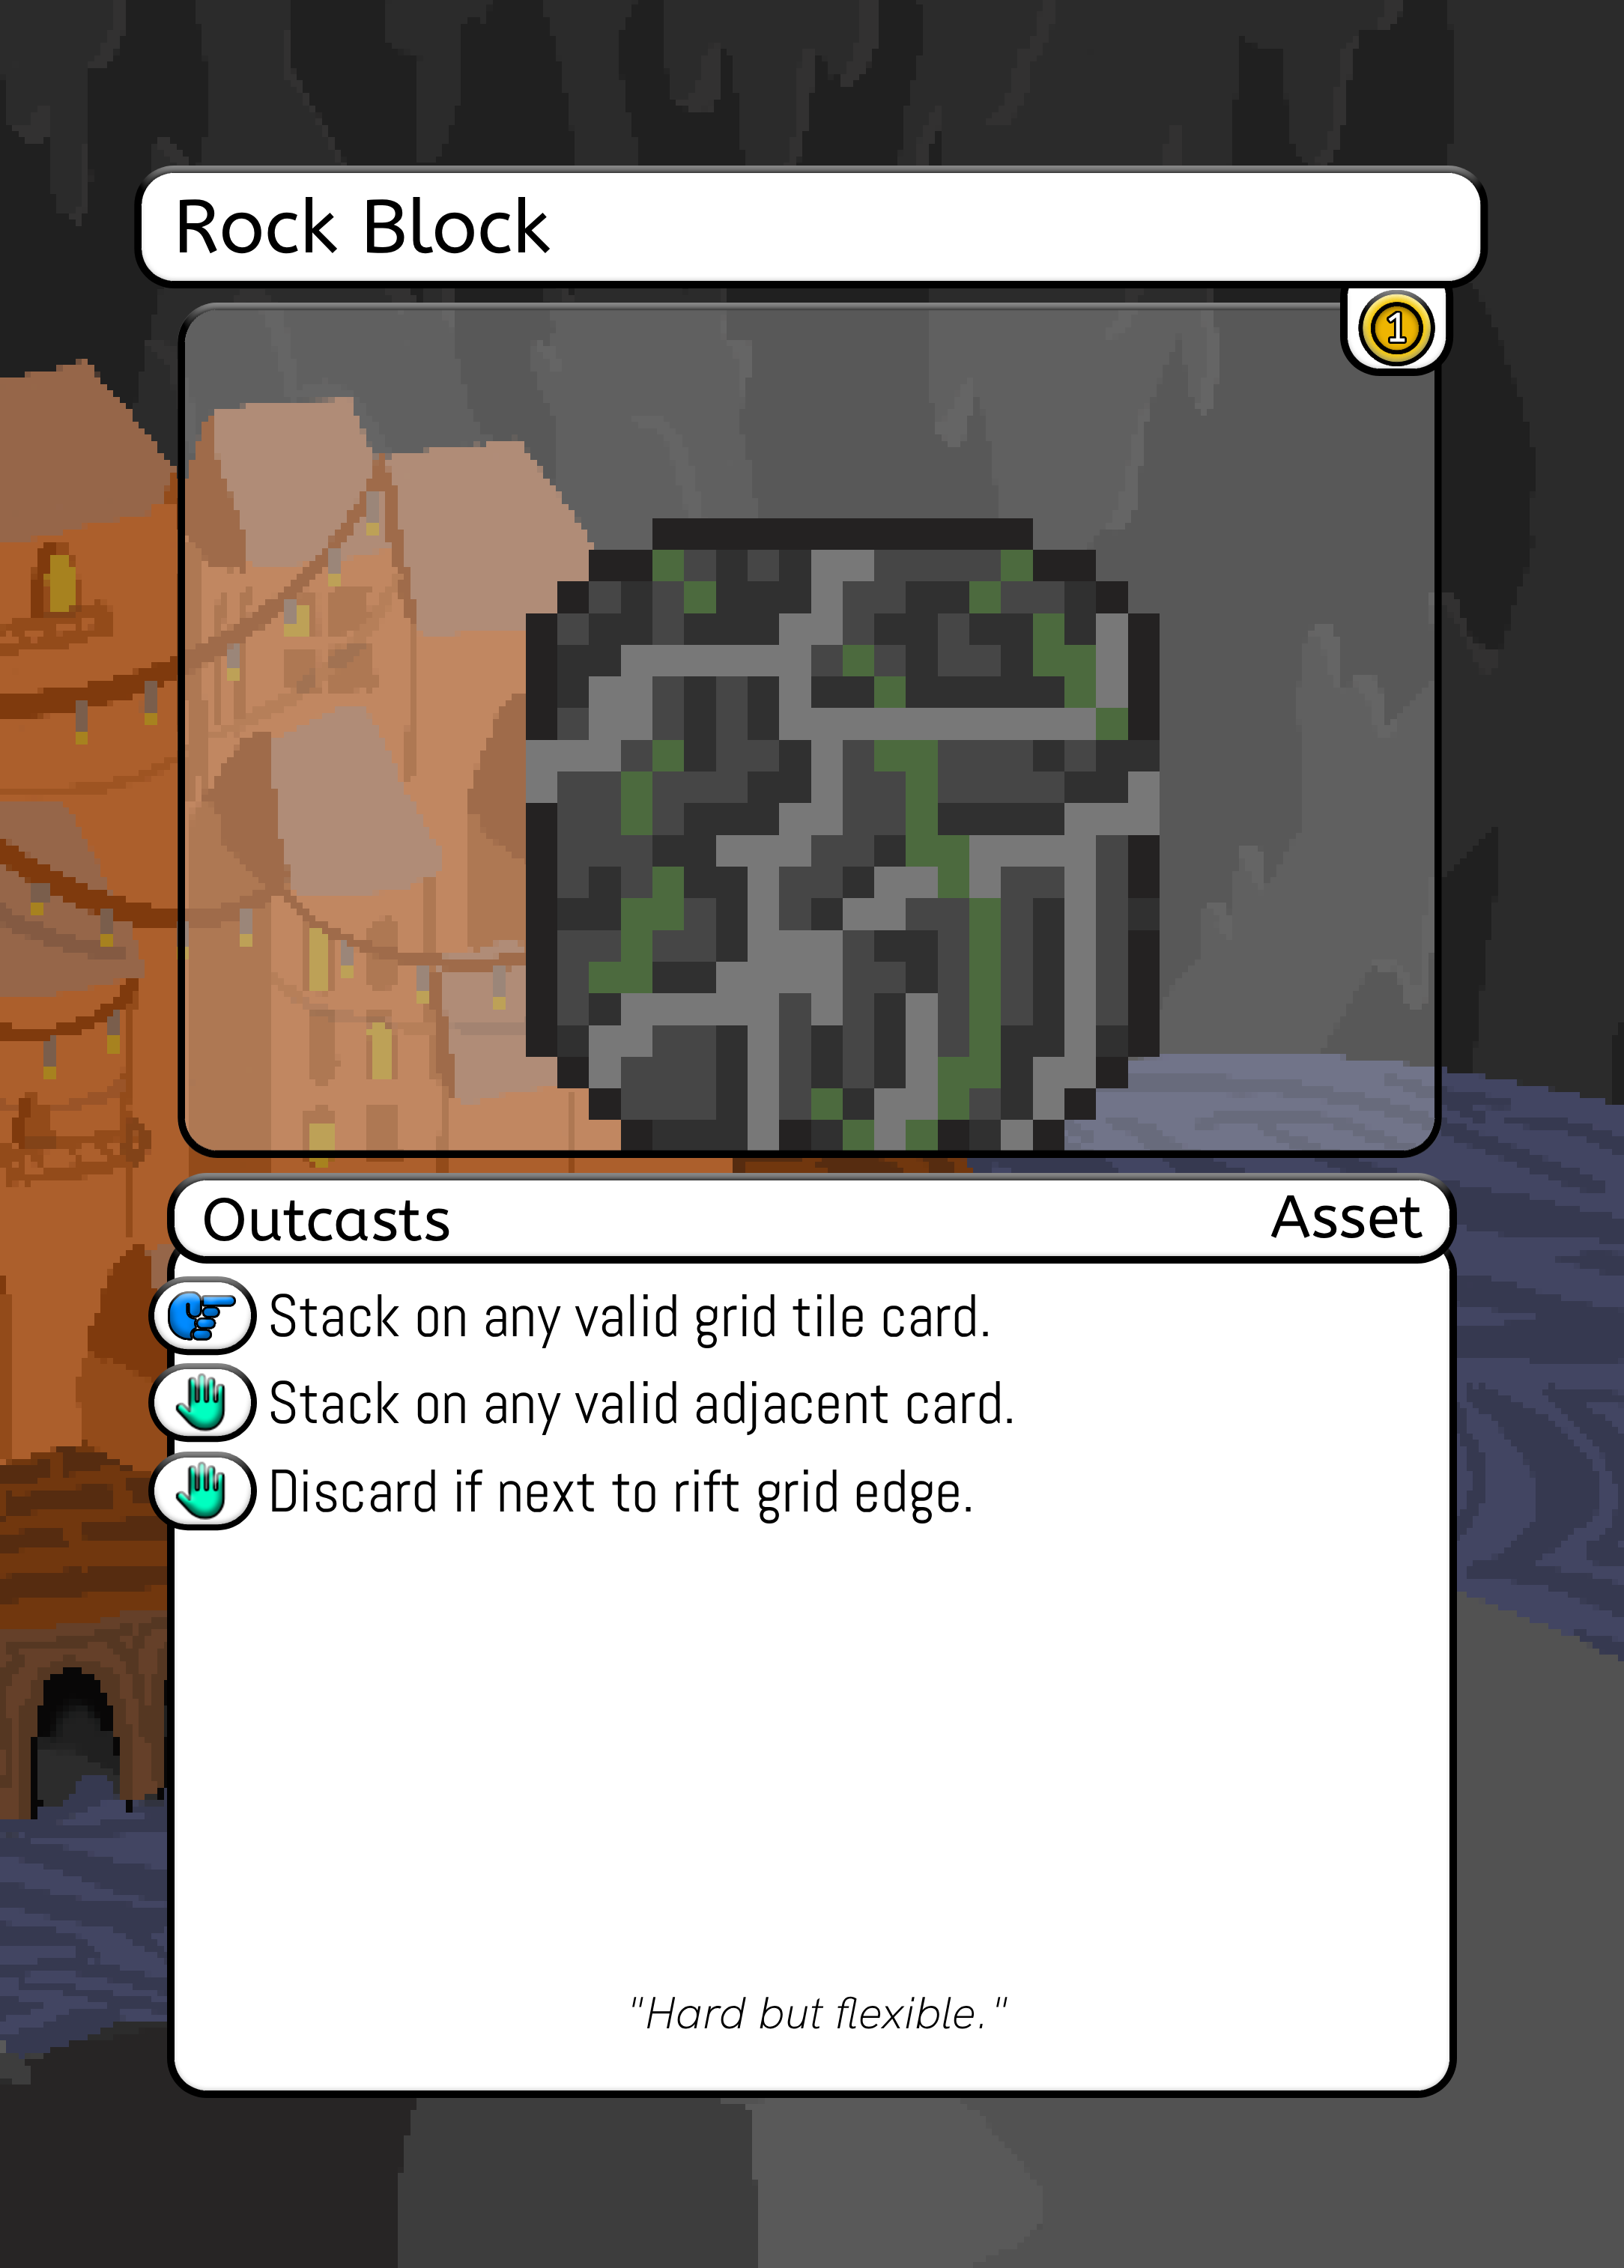 Rock Block
1
Outcasts Asset
Stack on any valid grid tile card.
Stack on any valid adjacent card.
Discard if next to rift grid edge.
"Hard but flexible."